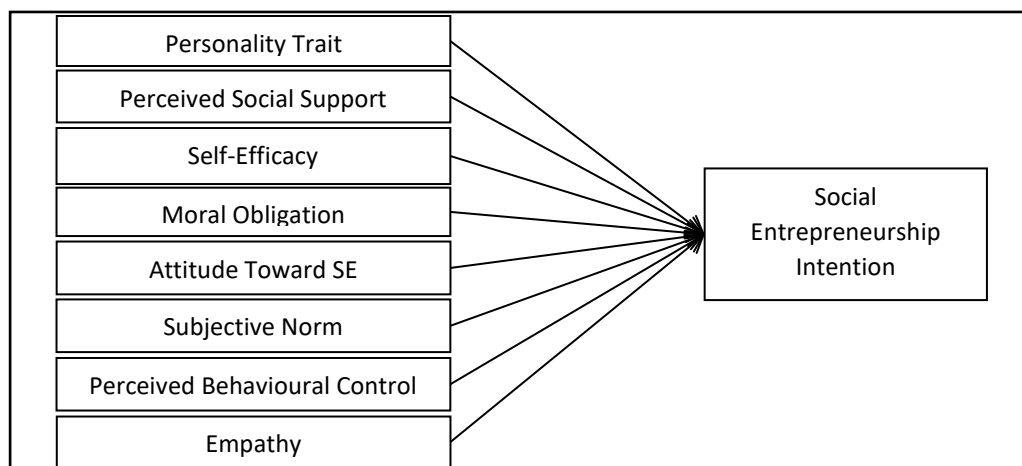 Personality Trait
Perceived Social Support
Self-Efficacy
Moral Obligation
Attitude Toward SE
Subjective Norm
Perceived Behavioural Control
Empathy
Social
Entrepreneurship
Intention